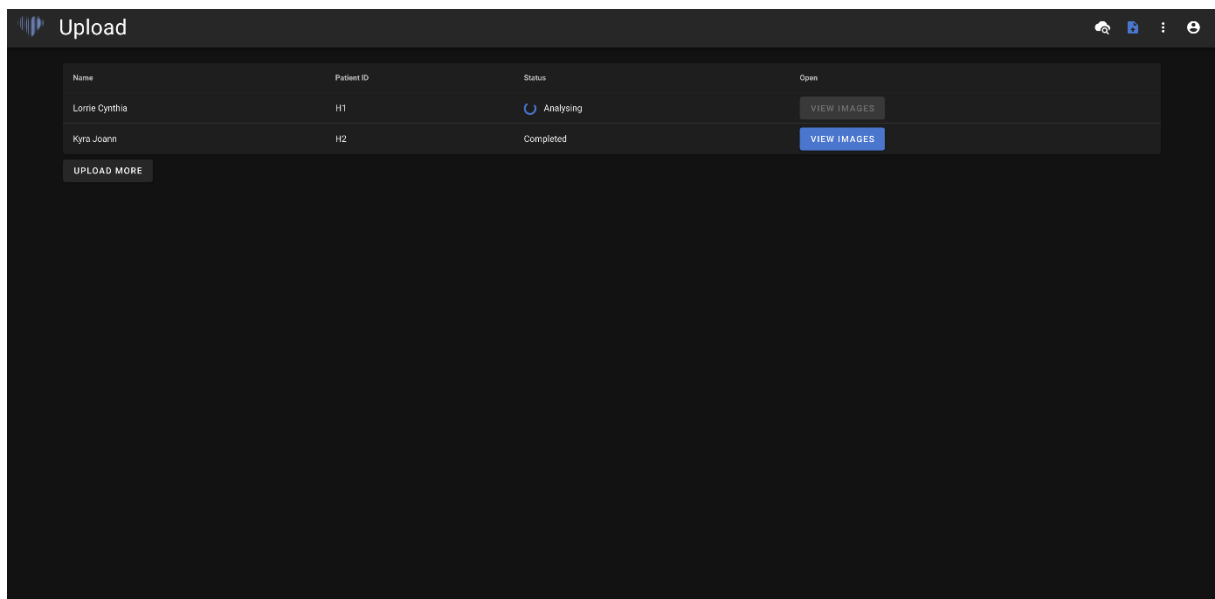 Upload
Name Patient ID Status Open
Lorrie Cynthia H1 Analysing VIEW IMAGES
Kyra Joann H2 Completed VIEW IMAGES
UPLOAD MORE